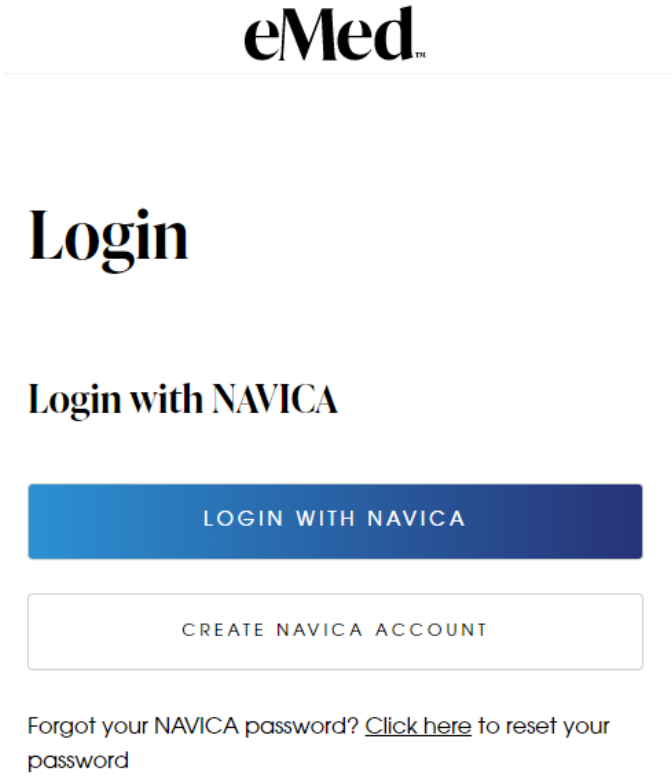 eMed™
Login
Login with NAVICA
LOGIN WITH NAVICA
CREATE NAVICA ACCOUNT
Forgot your NAVICA password? Click here to reset your
password